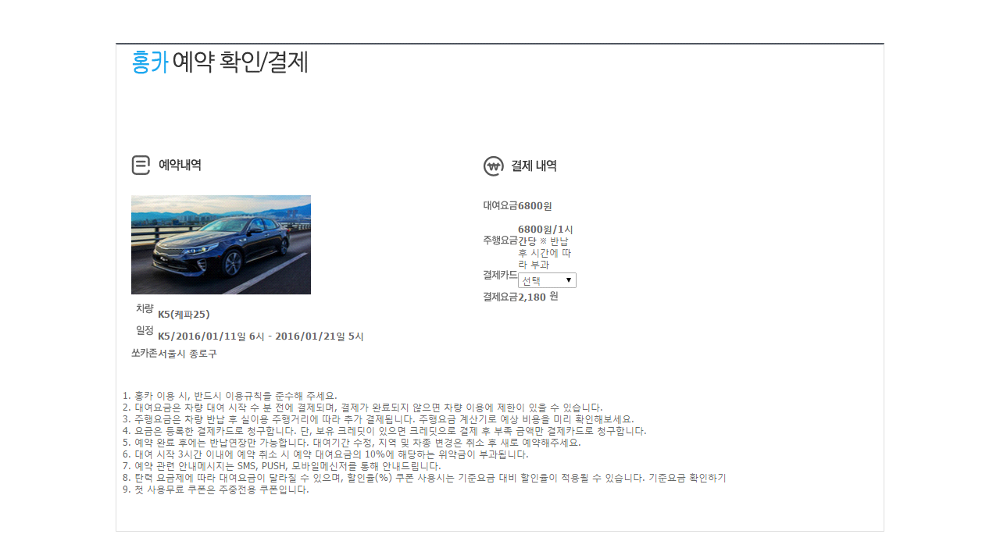 홍카 예약 확인/결제
예약내역
차량 K5(케파25)
일정 K5/2016/01/11일 6시 - 2016/01/21일 5시
쏘카존 서울시 종로구
결제 내역
대여요금 6800원
주행요금 6800원/1시
간당 ※ 반납
후 시간에 따
라 부과
결제카드 선택
결제요금 2,180 원
1. 홍카 이용 시, 반드시 이용규칙을 준수해 주세요.
2. 대여요금은 차량 대여 시작 수 분 전에 결제되며, 결제가 완료되지 않으면 차량 이용에 제한이 있을 수 있습니다.
3. 주행요금은 차량 반납 후 실이용 주행거리에 따라 추가 결제됩니다. 주행요금 계산기로 예상 비용을 미리 확인해보세요.
4. 요금은 등록한 결제카드로 청구합니다. 단, 보유 크레딧이 있으면 크레딧으로 결제 후 부족 금액만 결제카드로 청구합니다.
5. 예약 완료 후에는 반납연장만 가능합니다. 대여기간 수정, 지역 및 차종 변경은 취소 후 새로 예약해주세요.
6. 대여 시작 3시간 이내에 예약 취소 시 예약 대여요금의 10%에 해당하는 위약금이 부과됩니다.
7. 예약 관련 안내메시지는 SMS, PUSH, 모바일메신저를 통해 안내드립니다.
8. 탄력 요금제에 따라 대여요금이 달라질 수 있으며, 할인율(%) 쿠폰 사용시는 기준요금 대비 할인율이 적용될 수 있습니다. 기준요금 확인하기
9. 첫 사용무료 쿠폰은 주중전용 쿠폰입니다.